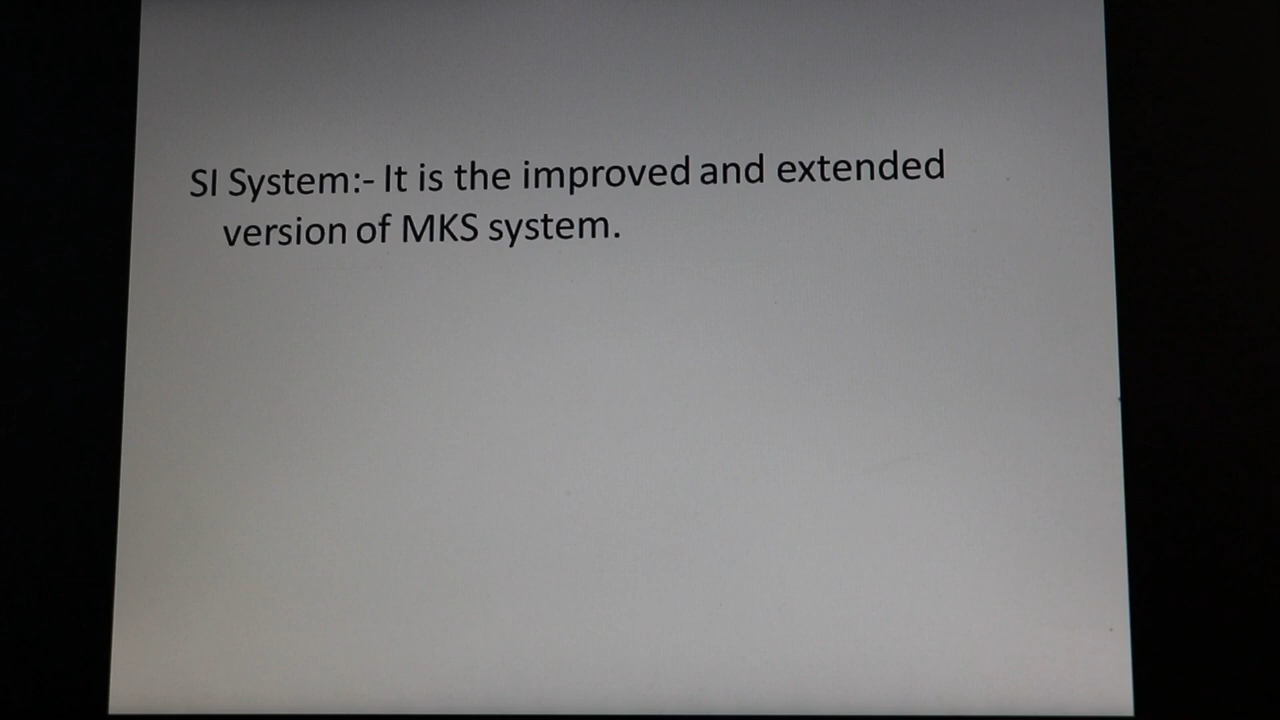 SI System:- It is the improved and extended
version of MKS system.